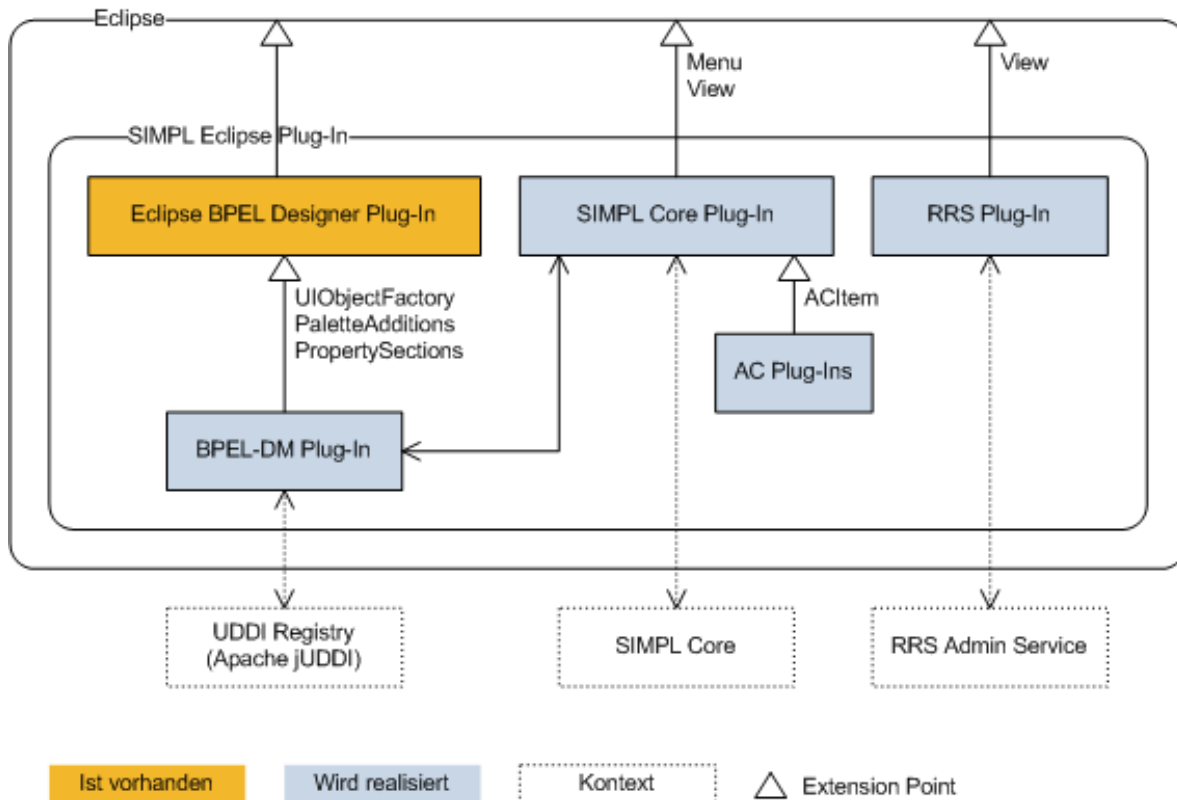 Eclipse
Menu
View
View
SIMPL Eclipse Plug-In
Eclipse BPEL Designer Plug-In
SIMPL Core Plug-In
RRS Plug-In
UIObjectFactory
PaletteAdditions
PropertySections
ACItem
AC Plug-Ins
BPEL-DM Plug-In
UDDI Registry
(Apache jUDDI)
SIMPL Core
RRS Admin Service
Ist vorhanden
Wird realisiert
Kontext
Extension Point